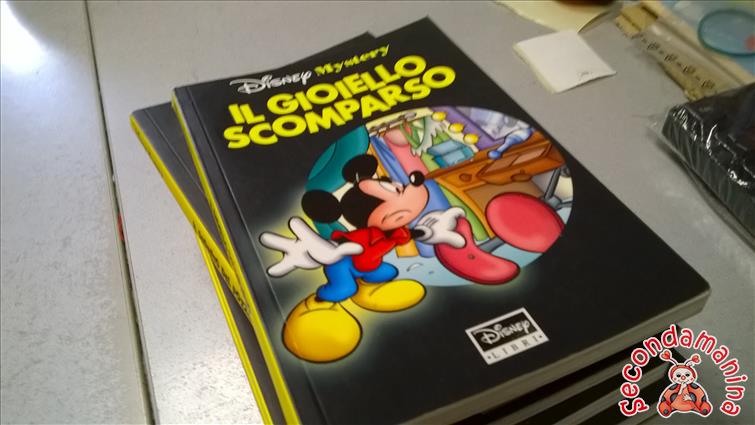 Disney Mystery
IL GIOIELLO
SCOMPARSO
Disney
LIBRI
secondamanina